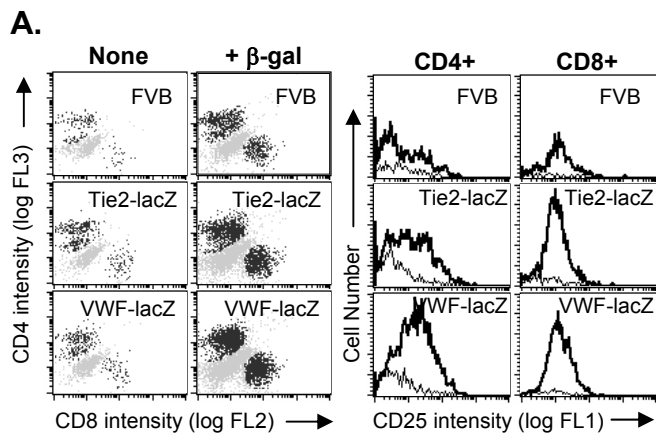 A.
None
+ β-gal
CD4+
CD8+
FVB
FVB
FVB
FVB
Tie2-lacZ
Tie2-lacZ
Tie2-lacZ
Tie2-lacZ
VWF-lacZ
VWF-lacZ
WF-lacZ
VWF-lacZ
CD4 intensity (log FL3)
Cell Number
CD8 intensity (log FL2)
CD25 intensity (log FL1)